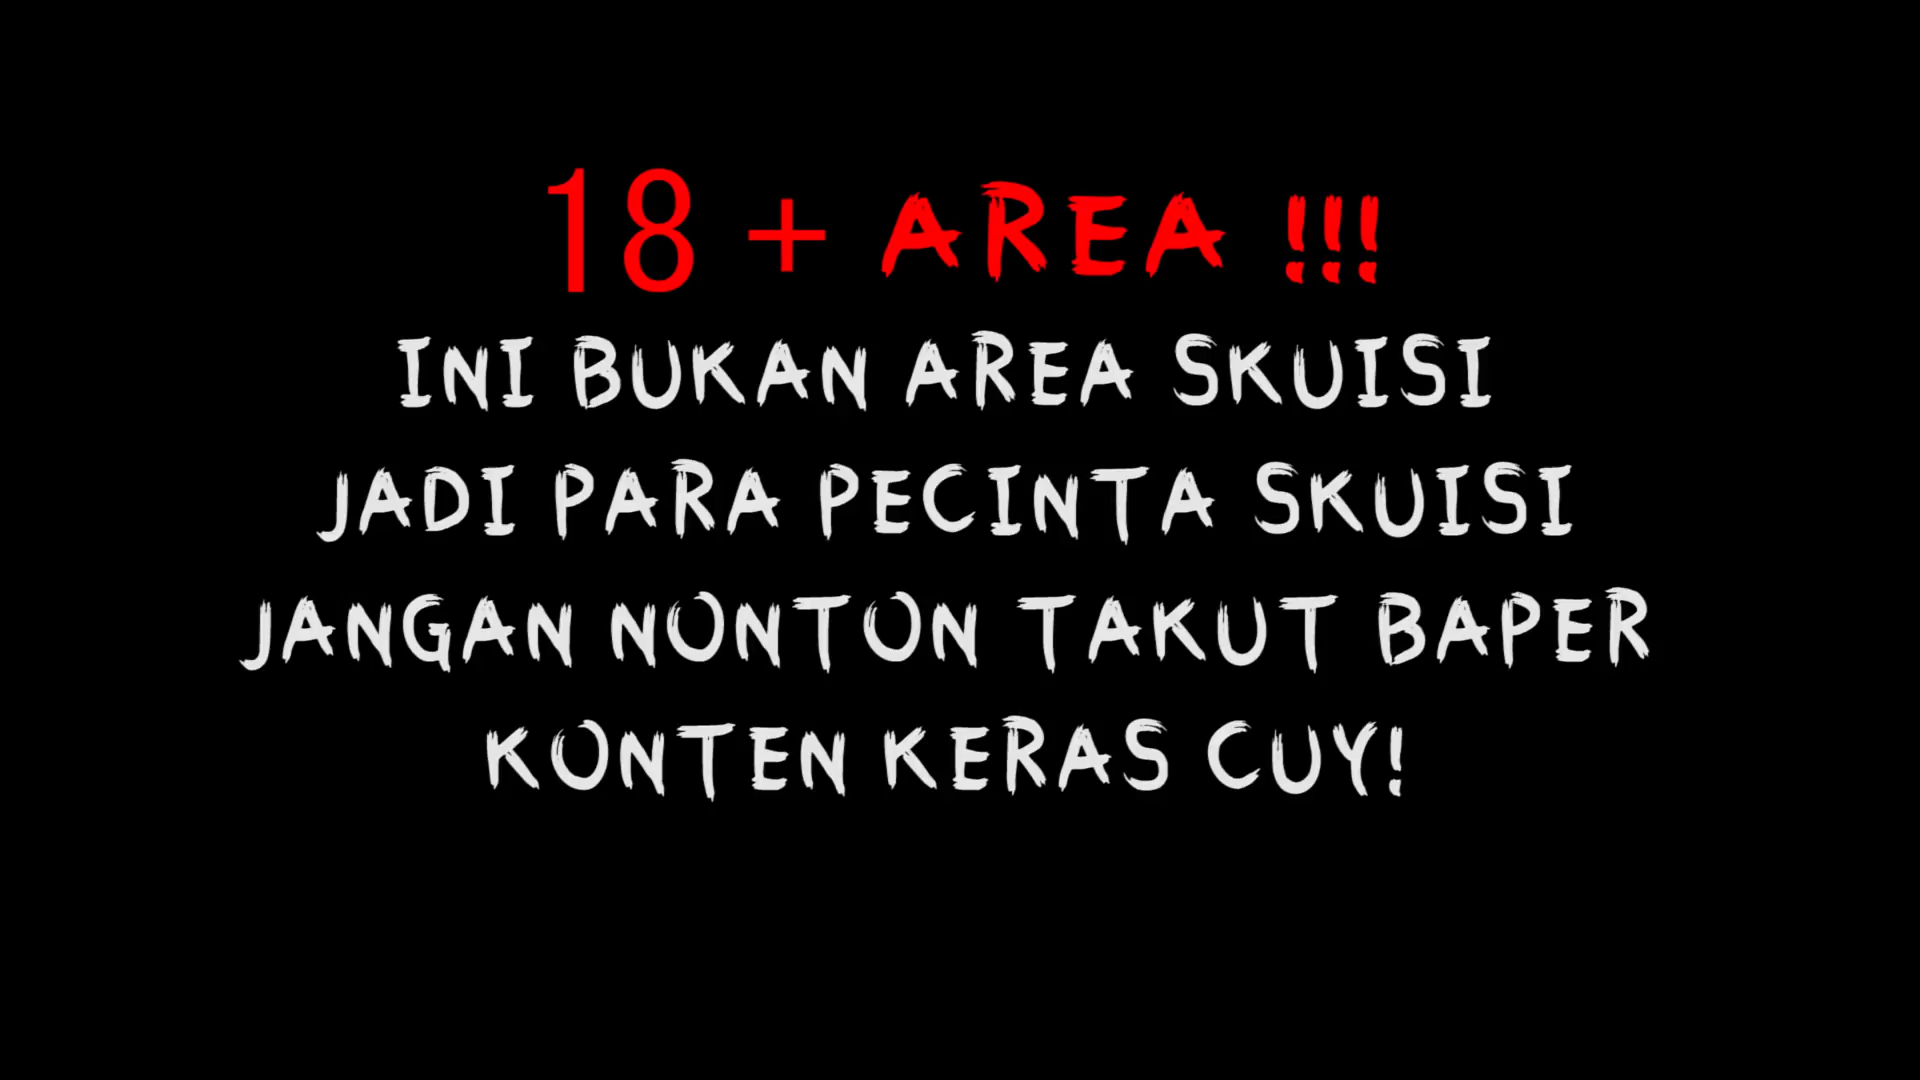 18 + AREA !!!
INI BUKAN AREA SKUISI
JADI PARA PECINTA SKUISI
JANGAN NONTON TAKUT BAPER
KONTEN KERAS CUY!